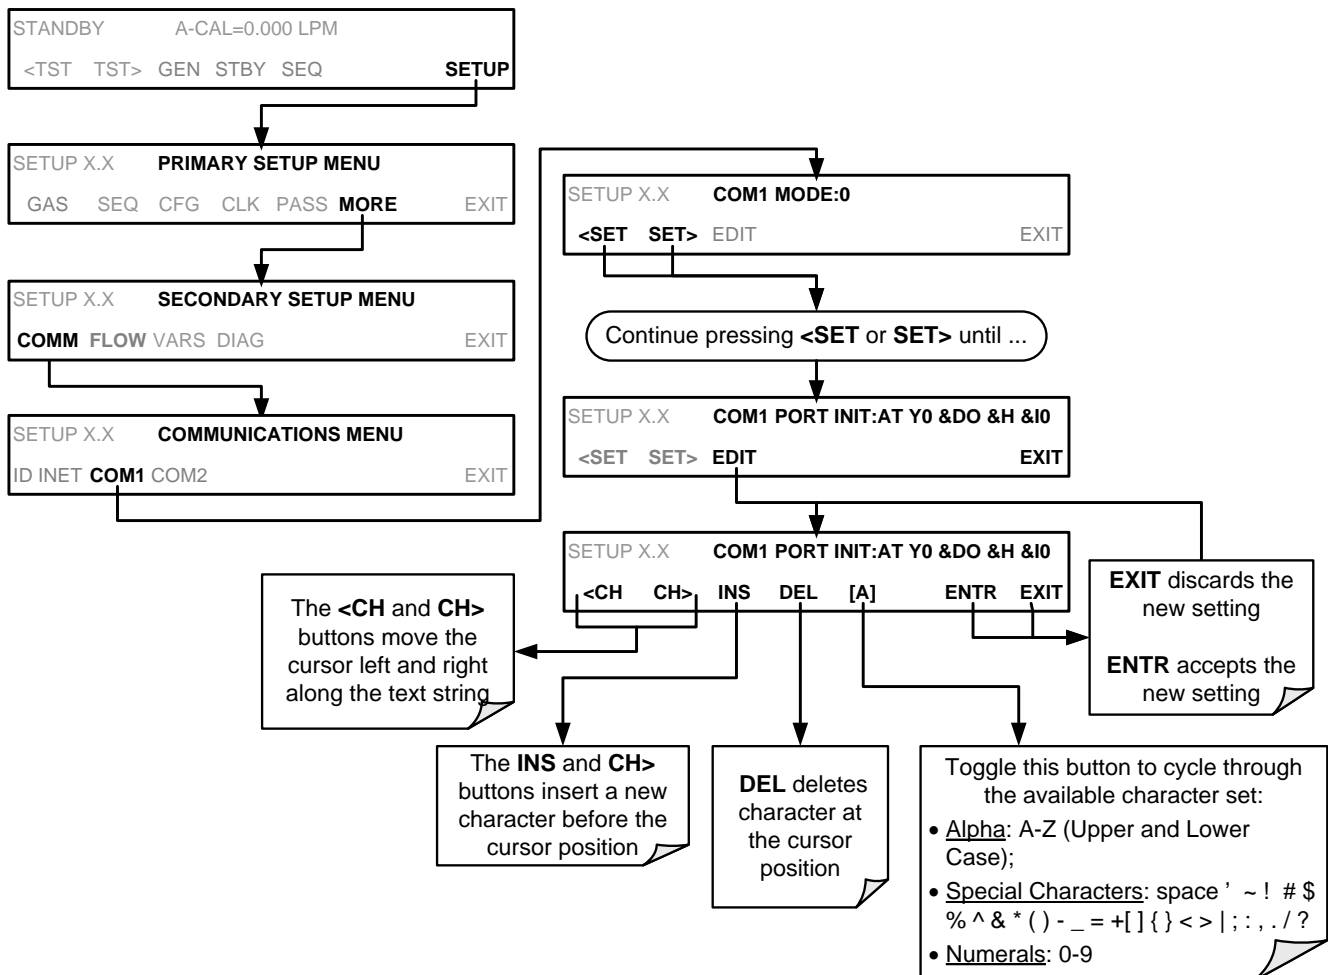 STANDBY A-CAL=0.000 LPM
<TST TST> GEN STBY SEQ SETUP
SETUP X.X PRIMARY SETUP MENU
GAS SEQ CFG CLK PASS MORE EXIT
SETUP X.X SECONDARY SETUP MENU
COMM FLOW VARS DIAG EXIT
SETUP X.X COMMUNICATIONS MENU
ID INET COM1 COM2 EXIT
SETUP X.X COM1 MODE:0
<SET SET> EDIT EXIT
Continue pressing <SET or SET> until ...
SETUP X.X COM1 PORT INIT:AT Y0 &DO &H &I0
<SET SET> EDIT EXIT
SETUP X.X COM1 PORT INIT:AT Y0 &DO &H &I0
<CH CH> INS DEL [A] ENTR EXIT
The <CH and CH>
buttons move the
cursor left and right
along the text string
EXIT discards the
new setting
ENTR accepts the
new setting
The INS and CH>
buttons insert a new
character before the
cursor position
DEL deletes
character at
the cursor
position
Toggle this button to cycle through
the available character set:
• Alpha: A-Z (Upper and Lower
Case);
• Special Characters: space ' ~ ! # $
% ^ & * ( ) - _ = +[ ] { } < > | ; : , . / ?
• Numerals: 0-9